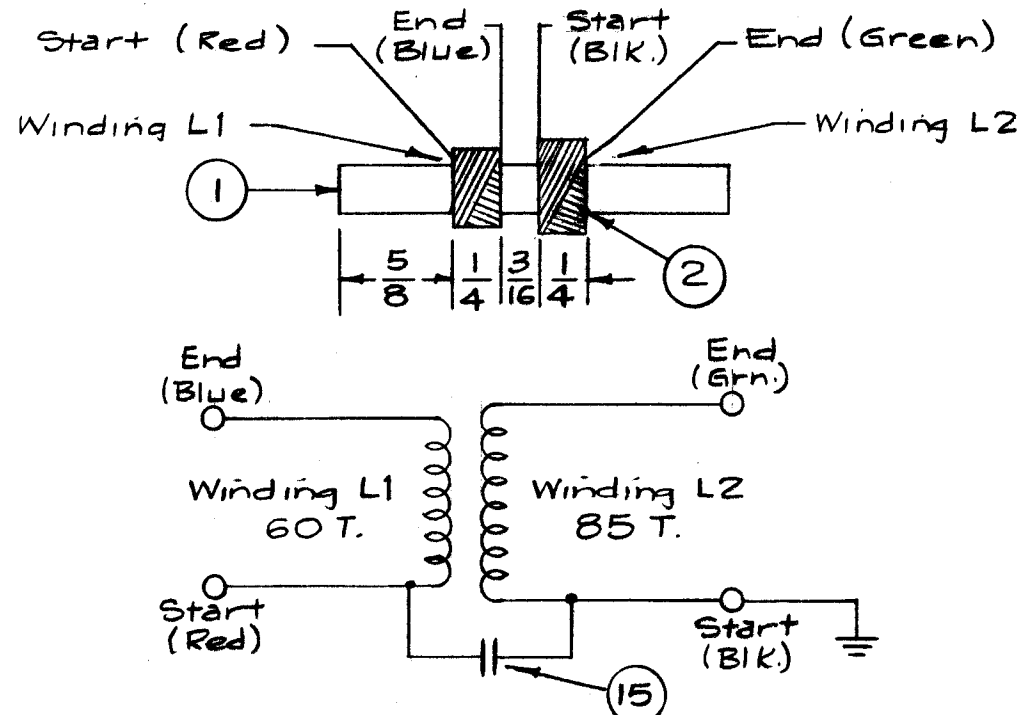 Start (Red)
End
(Blue)
Start
(Blk.)
End (Green)
Winding L1
Winding L2
1
5/8
1/4
3/16
1/4
2
End
(Blue)
End
(Grn.)
Winding L1
60 T.
Winding L2
85 T.
Start
(Red)
Start
(Blk.)
15